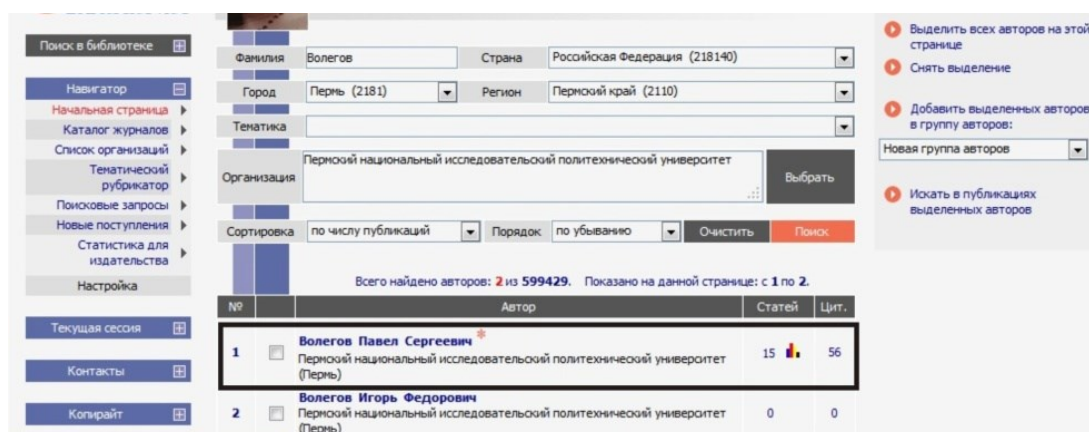 Поиск в библиотеке
Навигатор
Начальная страница
Каталог журналов
Список организаций
Тематический
рубрикатор
Поисковые запросы
Новые поступления
Статистика для
издательства
Настройка
Текущая сессия
Контакты
Копирайт
Фамилия Волегов Страна Российская Федерация (218140)
Город Пермь (2181) Регион Пермский край (2110)
Тематика
Организация Пермский национальный исследовательский политехнический университет Выбрать
Сортировка по числу публикаций Порядок по убыванию Очистить Поиск
Всего найдено авторов: 2 из 599429. Показано на данной странице: с 1 по 2.
№ Автор Статей Цит.
1 Волегов Павел Сергеевич * 15 56
Пермский национальный исследовательский политехнический университет
(Пермь)
2 Волегов Игорь Федорович 0 0
Пермский национальный исследовательский политехнический университет
(Пермь)
Выделить всех авторов на этой
странице
Снять выделение
Добавить выделенных авторов
в группу авторов:
Новая группа авторов
Искать в публикациях
выделенных авторов